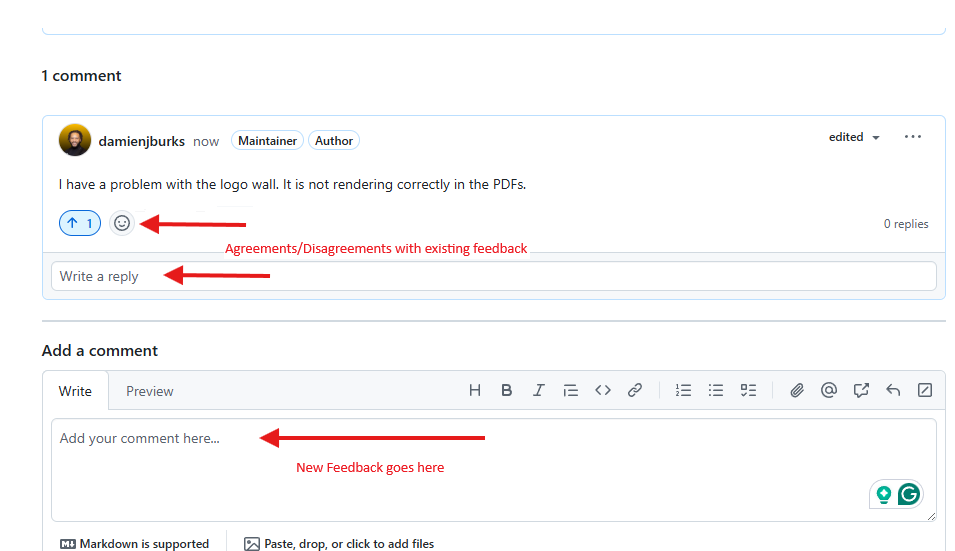 1 comment
damienjburks now Maintainer Author edited
I have a problem with the logo wall. It is not rendering correctly in the PDFs.
1 0 replies
Agreements/Disagreements with existing feedback
Write a reply
Add a comment
Write Preview
Add your comment here...
New Feedback goes here
Markdown is supported Paste, drop, or click to add files